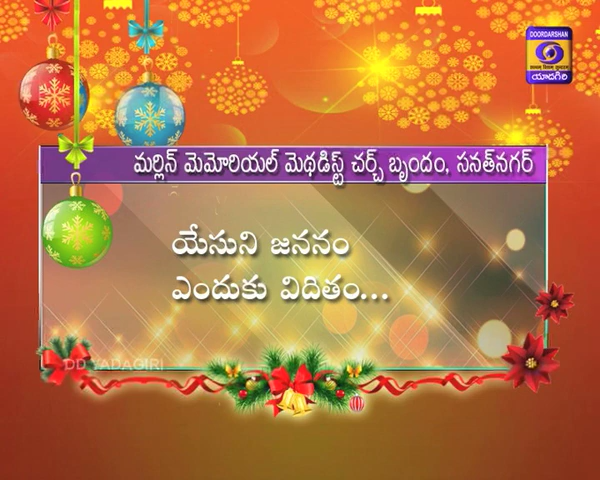 DOORDARSHAN
యాదగిరి
మర్లిన్ మెమోరియల్ మెథడిస్ట్ చర్చ్ బృందం, సనత్‌నగర్
యేసుని జననం
ఎందుకు విదితం...
DD YADAGIRI